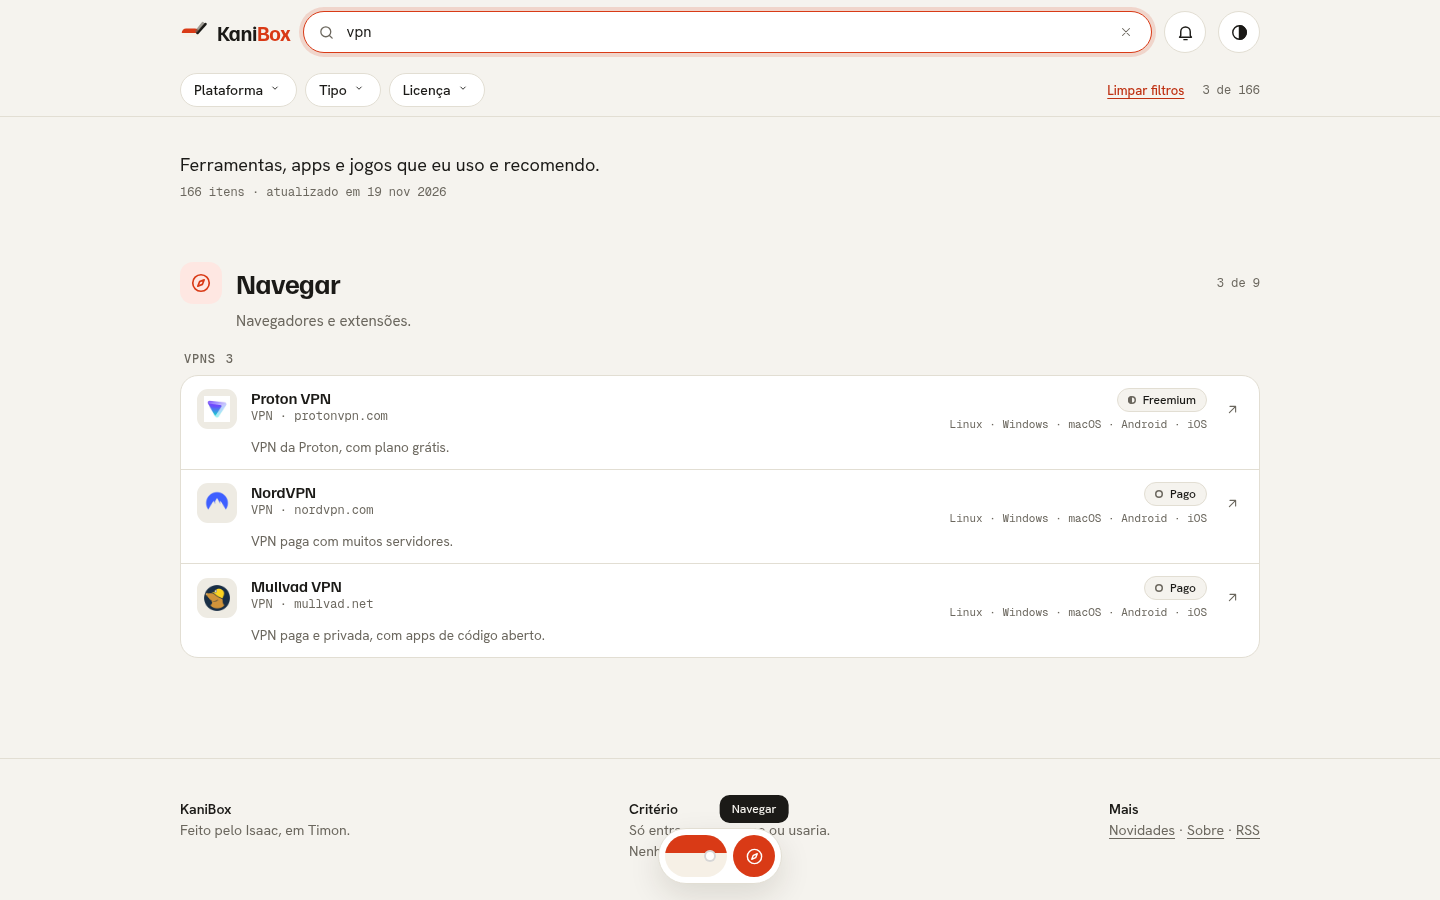 KaniBox
vpn
Plataforma
Tipo
Licença
Limpar filtros
3 de 166
Ferramentas, apps e jogos que eu uso e recomendo.
166 itens · atualizado em 19 nov 2026
Navegar
3 de 9
Navegadores e extensões.
VPNS 3
Proton VPN
Freemium
VPN · protonvpn.com
Linux · Windows · macOS · Android · iOS
VPN da Proton, com plano grátis.
NordVPN
Pago
VPN · nordvpn.com
Linux · Windows · macOS · Android · iOS
VPN paga com muitos servidores.
Mullvad VPN
Pago
VPN · mullvad.net
Linux · Windows · macOS · Android · iOS
VPN paga e privada, com apps de código aberto.
KaniBox
Feito pelo Isaac, em Timon.
Critério
Só ou usaria.
Navegar
Mais
Novidades · Sobre · RSS